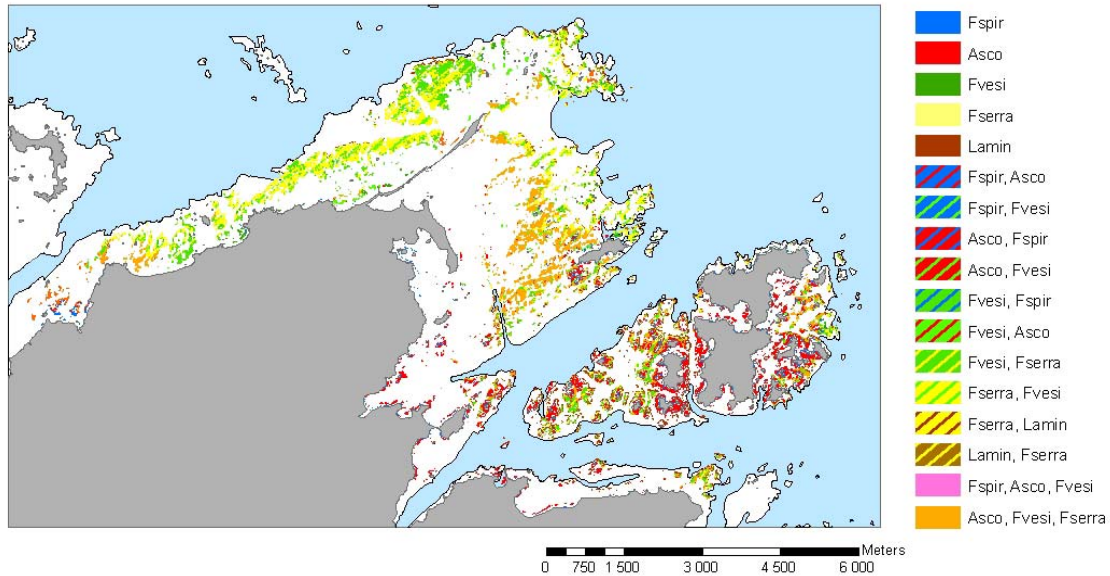 Fspir
Asco
Fvesi
Fserra
Lamin
Fspir, Asco
Fspir, Fvesi
Asco, Fspir
Asco, Fvesi
Fvesi, Fspir
Fvesi, Asco
Fvesi, Fserra
Fserra, Fvesi
Fserra, Lamin
Lamin, Fserra
Fspir, Asco, Fvesi
Asco, Fvesi, Fserra
Meters
0 750 1 500 3 000 4 500 6 000